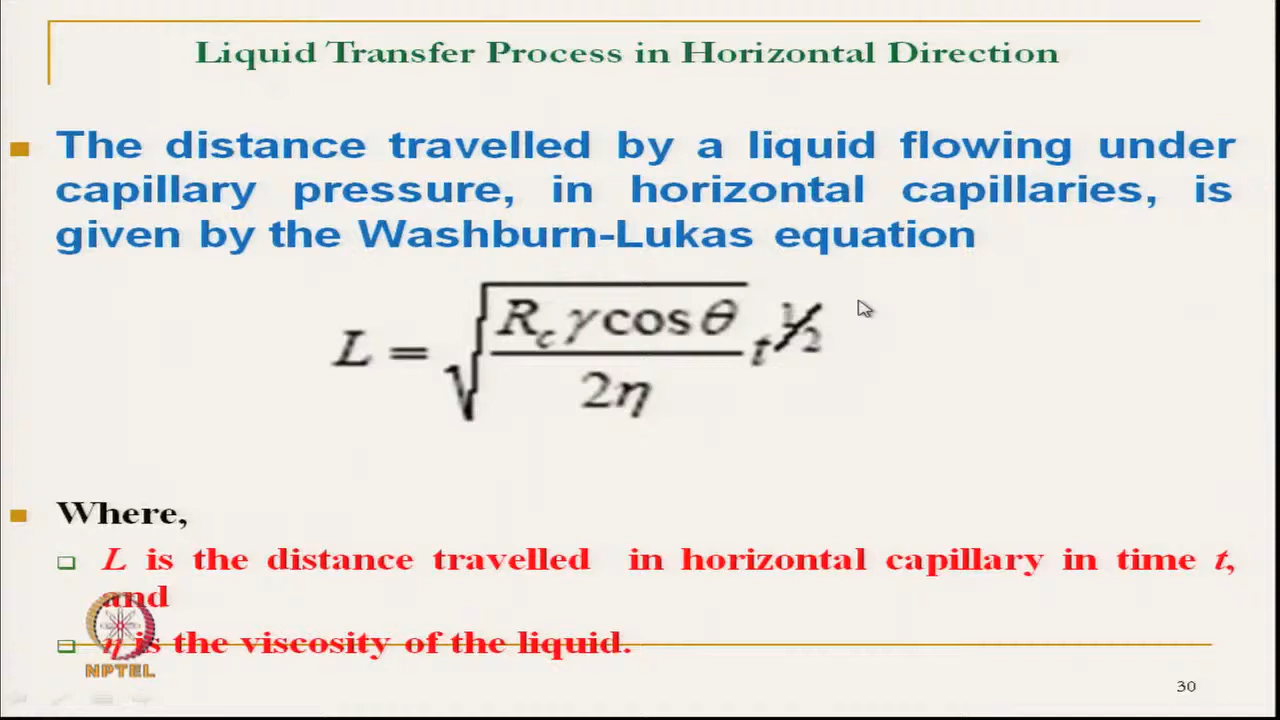 Liquid Transfer Process in Horizontal Direction
The distance travelled by a liquid flowing under
capillary pressure, in horizontal capillaries, is
given by the Washburn-Lukas equation
L = √(R_c γ cos θ / 2η) t^{1/2}
Where,
L is the distance travelled in horizontal capillary in time t,
and
η is the viscosity of the liquid.
NPTEL
30